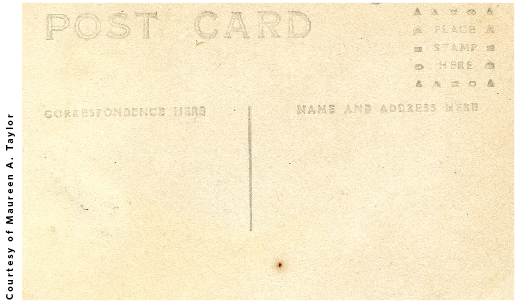 POST CARD
PLACE
STAMP
HERE
CORRESPONDENCE HERE
NAME AND ADDRESS HERE
Courtesy of Maureen A. Taylor